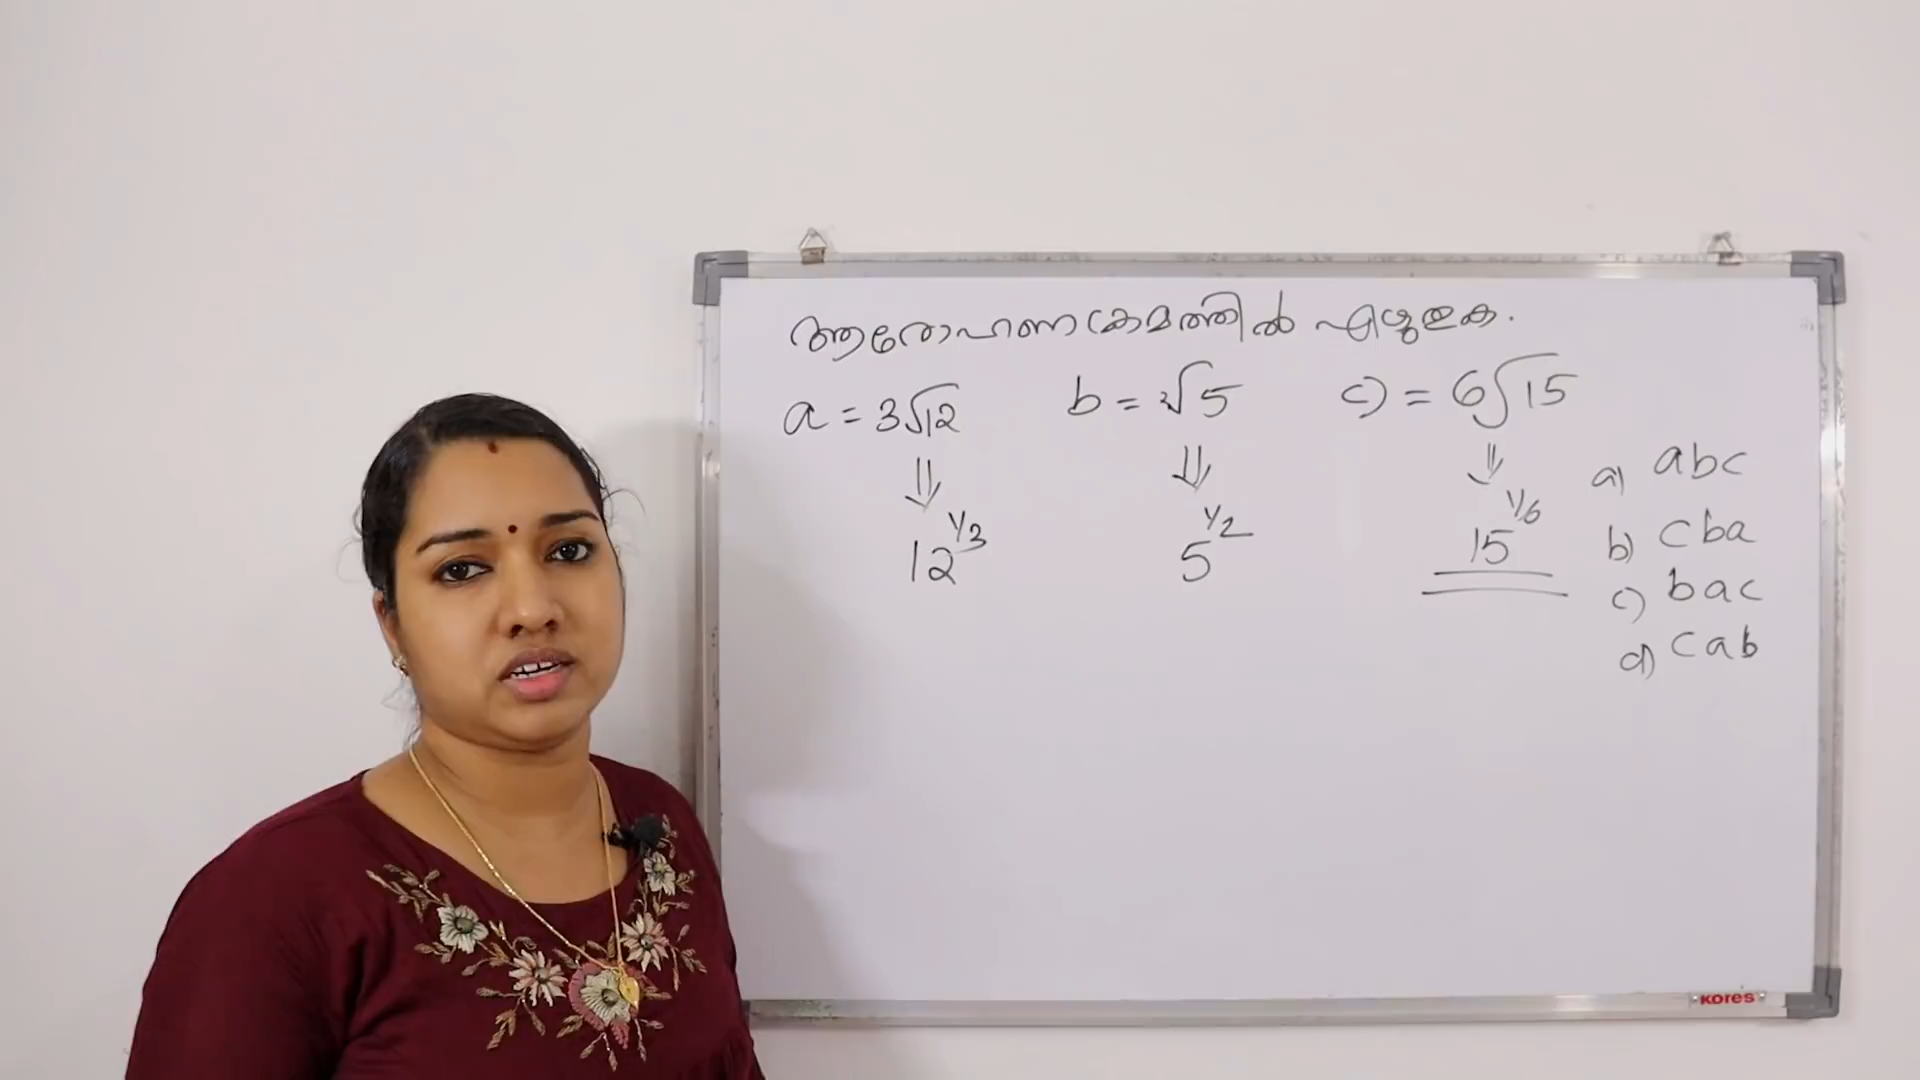 ആരോഹണക്രമത്തിൽ എഴുതുക.
a = ∛12 b = ²√5 c) = ⁶√15
⇓ ⇓ ⇓
12^1/3 5^1/2 15^1/6
a) abc
b) cba
c) bac
d) cab
KORES